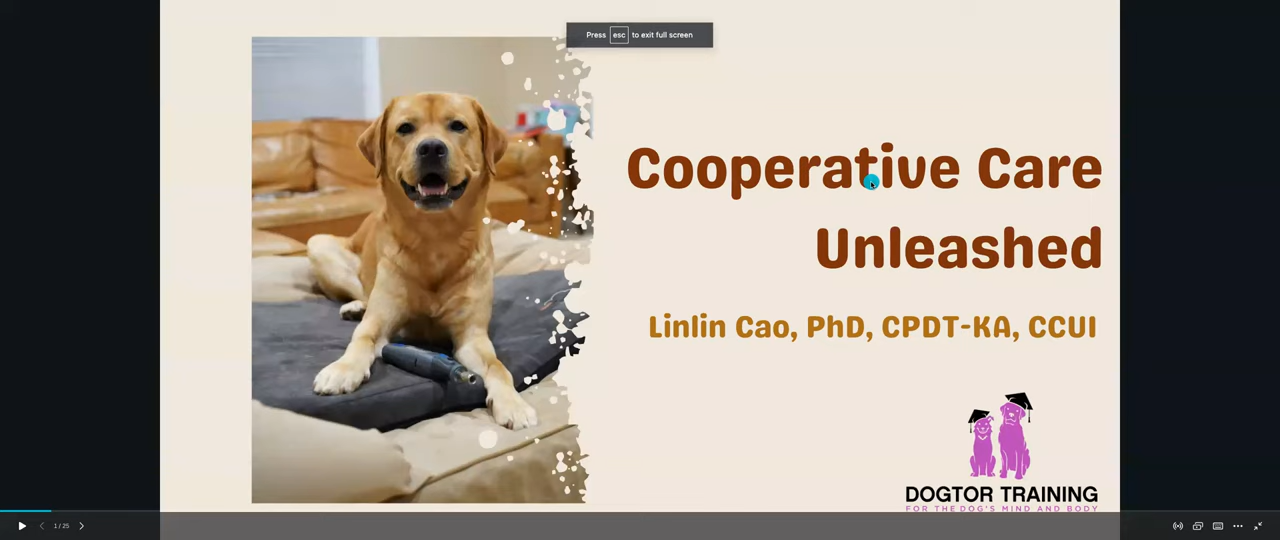 Press esc to exit full screen
Cooperative Care
Unleashed
Linlin Cao, PhD, CPDT-KA, CCUI
DOGTOR TRAINING
FOR THE DOG'S MIND AND BODY
1 / 25